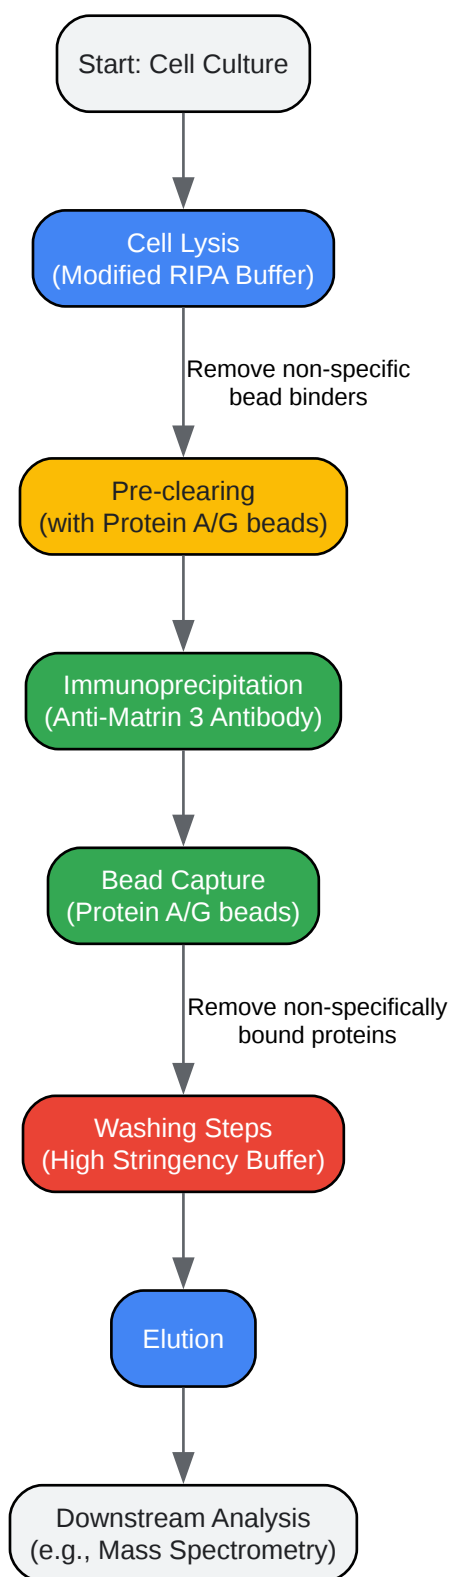 Start: Cell Culture
Cell Lysis
(Modified RIPA Buffer)
Remove non-specific
bead binders
Pre-clearing
(with Protein A/G beads)
Immunoprecipitation
(Anti-Matrin 3 Antibody)
Bead Capture
(Protein A/G beads)
Remove non-specifically
bound proteins
Washing Steps
(High Stringency Buffer)
Elution
Downstream Analysis
(e.g., Mass Spectrometry)